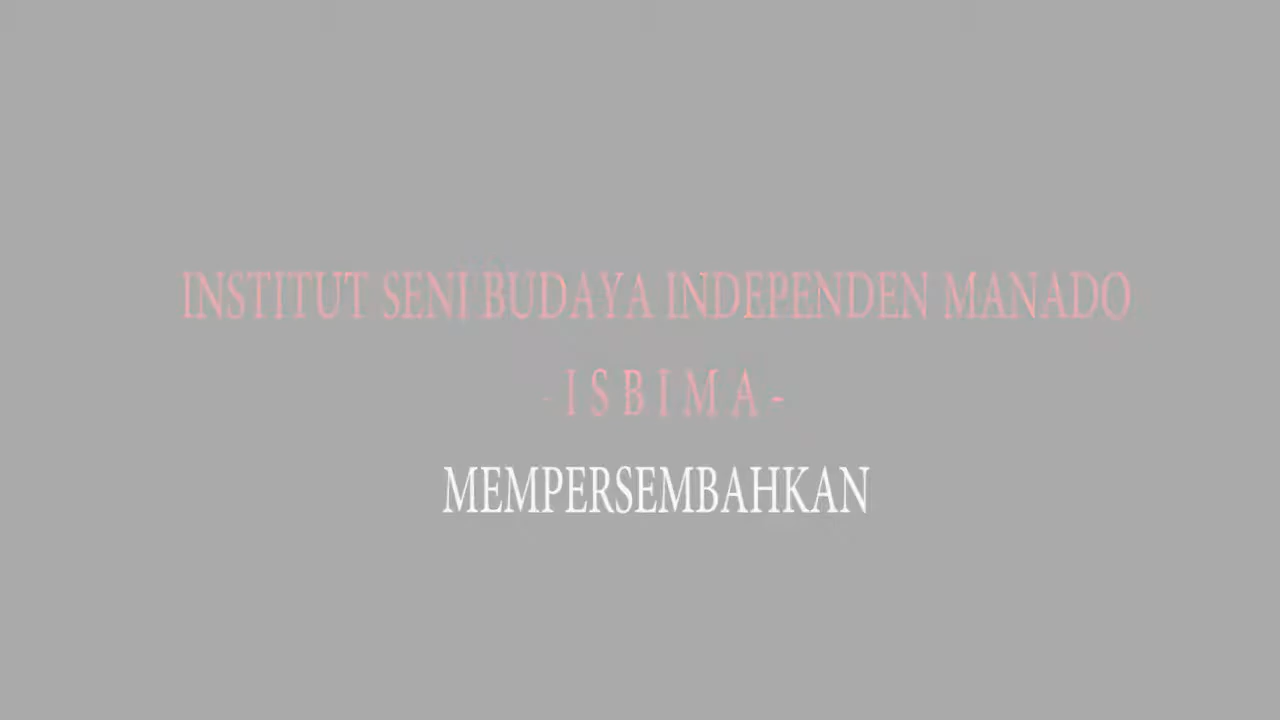 INSTITUT SENI BUDAYA INDEPENDEN MANADO
- I S B I M A -
MEMPERSEMBAHKAN